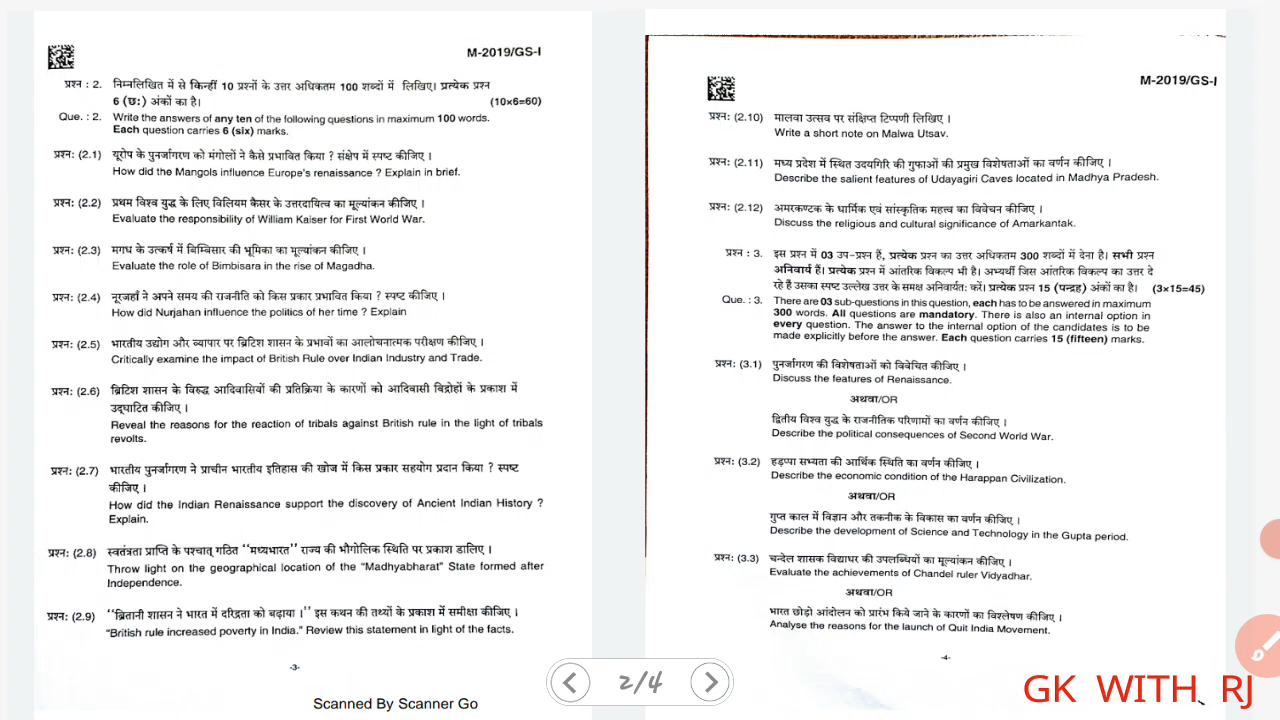 M-2019/GS-I
प्रश्न : 2. निम्नलिखित में से किन्हीं 10 प्रश्नों के उत्तर अधिकतम 100 शब्दों में लिखिए। प्रत्येक प्रश्न
6 (छ:) अंकों का है। (10×6=60)
Que. : 2. Write the answers of any ten of the following questions in maximum 100 words.
Each question carries 6 (six) marks.
प्रश्न: (2.1) यूरोप के पुनर्जागरण को मंगोलों ने कैसे प्रभावित किया ? संक्षेप में स्पष्ट कीजिए ।
How did the Mangols influence Europe's renaissance ? Explain in brief.
प्रश्न: (2.2) प्रथम विश्व युद्ध के लिए विलियम कैसर के उत्तरदायित्व का मूल्यांकन कीजिए ।
Evaluate the responsibility of William Kaiser for First World War.
प्रश्न: (2.3) मगध के उत्कर्ष में बिम्बिसार की भूमिका का मूल्यांकन कीजिए ।
Evaluate the role of Bimbisara in the rise of Magadha.
प्रश्न: (2.4) नूरजहाँ ने अपने समय की राजनीति को किस प्रकार प्रभावित किया ? स्पष्ट कीजिए ।
How did Nurjahan influence the politics of her time ? Explain
प्रश्न: (2.5) भारतीय उद्योग और व्यापार पर ब्रिटिश शासन के प्रभावों का आलोचनात्मक परीक्षण कीजिए ।
Critically examine the impact of British Rule over Indian Industry and Trade.
प्रश्न: (2.6) ब्रिटिश शासन के विरुद्ध आदिवासियों की प्रतिक्रिया के कारणों को आदिवासी विद्रोहों के प्रकाश में
उद्घाटित कीजिए ।
Reveal the reasons for the reaction of tribals against British rule in the light of tribals
revolts.
प्रश्न: (2.7) भारतीय पुनर्जागरण ने प्राचीन भारतीय इतिहास की खोज में किस प्रकार सहयोग प्रदान किया ? स्पष्ट
कीजिए ।
How did the Indian Renaissance support the discovery of Ancient Indian History ?
Explain.
प्रश्न: (2.8) स्वतंत्रता प्राप्ति के पश्चात् गठित “मध्यभारत” राज्य की भौगोलिक स्थिति पर प्रकाश डालिए ।
Throw light on the geographical location of the “Madhyabharat” State formed after
Independence.
प्रश्न: (2.9) “ब्रितानी शासन ने भारत में दरिद्रता को बढ़ाया ।” इस कथन की तथ्यों के प्रकाश में समीक्षा कीजिए ।
“British rule increased poverty in India.” Review this statement in light of the facts.
-3-
Scanned By Scanner Go
M-2019/GS-I
प्रश्न: (2.10) मालवा उत्सव पर संक्षिप्त टिप्पणी लिखिए ।
Write a short note on Malwa Utsav.
प्रश्न: (2.11) मध्य प्रदेश में स्थित उदयगिरि की गुफाओं की प्रमुख विशेषताओं का वर्णन कीजिए ।
Describe the salient features of Udayagiri Caves located in Madhya Pradesh.
प्रश्न: (2.12) अमरकण्टक के धार्मिक एवं सांस्कृतिक महत्त्व का विवेचन कीजिए ।
Discuss the religious and cultural significance of Amarkantak.
प्रश्न : 3. इस प्रश्न में 03 उप-प्रश्न हैं, प्रत्येक प्रश्न का उत्तर अधिकतम 300 शब्दों में देना है। सभी प्रश्न
अनिवार्य हैं। प्रत्येक प्रश्न में आंतरिक विकल्प भी है। अभ्यर्थी जिस आंतरिक विकल्प का उत्तर दे
रहे हैं उसका स्पष्ट उल्लेख उत्तर के समक्ष अनिवार्यत: करें। प्रत्येक प्रश्न 15 (पन्द्रह) अंकों का है। (3×15=45)
Que. : 3. There are 03 sub-questions in this question, each has to be answered in maximum
300 words. All questions are mandatory. There is also an internal option in
every question. The answer to the internal option of the candidates is to be
made explicitly before the answer. Each question carries 15 (fifteen) marks.
प्रश्न: (3.1) पुनर्जागरण की विशेषताओं को विवेचित कीजिए ।
Discuss the features of Renaissance.
अथवा/OR
द्वितीय विश्व युद्ध के राजनीतिक परिणामों का वर्णन कीजिए ।
Describe the political consequences of Second World War.
प्रश्न: (3.2) हड़प्पा सभ्यता की आर्थिक स्थिति का वर्णन कीजिए ।
Describe the economic condition of the Harappan Civilization.
अथवा/OR
गुप्त काल में विज्ञान और तकनीक के विकास का वर्णन कीजिए ।
Describe the development of Science and Technology in the Gupta period.
प्रश्न: (3.3) चन्देल शासक विद्याधर की उपलब्धियों का मूल्यांकन कीजिए ।
Evaluate the achievements of Chandel ruler Vidyadhar.
अथवा/OR
भारत छोड़ो आंदोलन को प्रारंभ किये जाने के कारणों का विश्लेषण कीजिए ।
Analyse the reasons for the launch of Quit India Movement.
-4-
2/4
GK WITH RJ